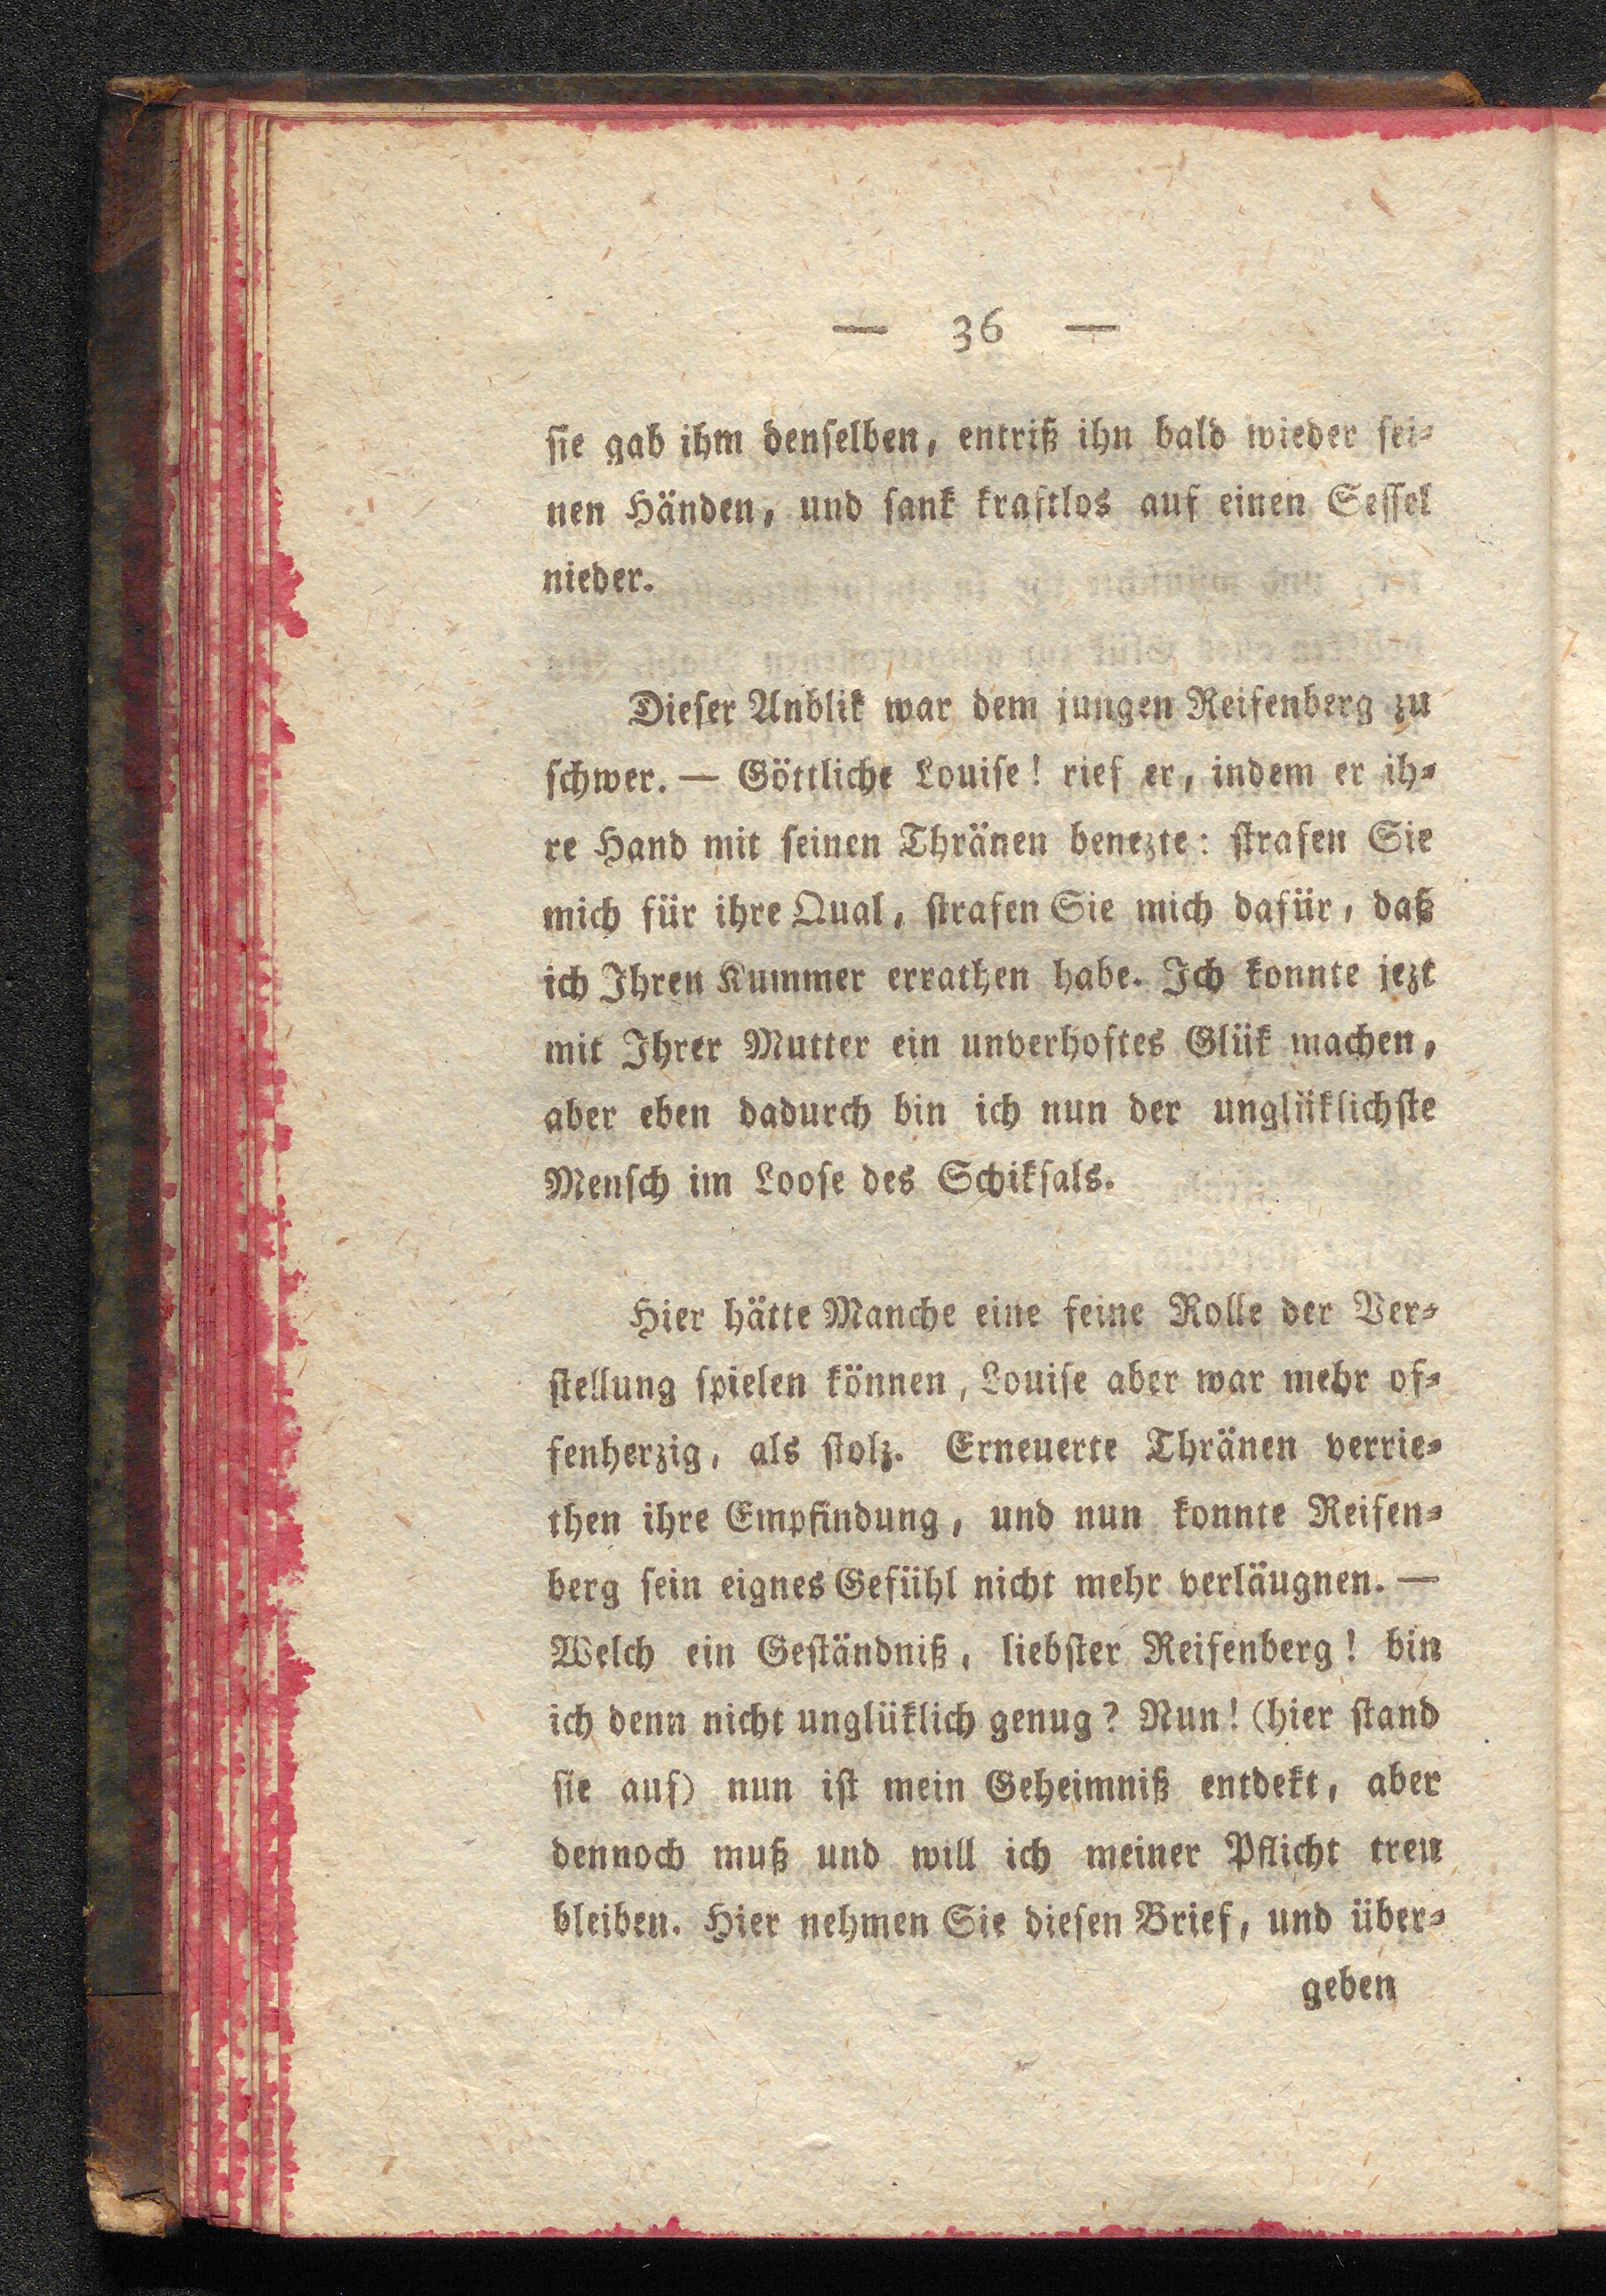 — 36 —
sie gab ihm denselben, entriß ihn bald wieder sei-
nen Händen, und sank kraftlos auf einen Sessel
nieder.
Dieser Anblik war dem jungen Reifenberg zu
schwer. — Göttliche Louise! rief er, indem er ih-
re Hand mit seinen Thränen benezte: strafen Sie
mich für ihre Qual, strafen Sie mich dafür, daß
ich Ihren Kummer errathen habe. Ich konnte jezt
mit Ihrer Mutter ein unverhoftes Glük machen,
aber eben dadurch bin ich nun der unglüklichste
Mensch im Loose des Schiksals.
Hier hätte Manche eine feine Rolle der Ver-
stellung spielen können, Louise aber war mehr of-
fenherzig, als stolz. Erneuerte Thränen verrie-
then ihre Empfindung, und nun konnte Reifen-
berg sein eignes Gefühl nicht mehr verläugnen. —
Welch ein Geständniß, liebster Reifenberg! bin
ich denn nicht unglüklich genug? Nun! (hier stand
sie auf) nun ist mein Geheimniß entdekt, aber
dennoch muß und will ich meiner Pflicht treu
bleiben. Hier nehmen Sie diesen Brief, und über-
geben